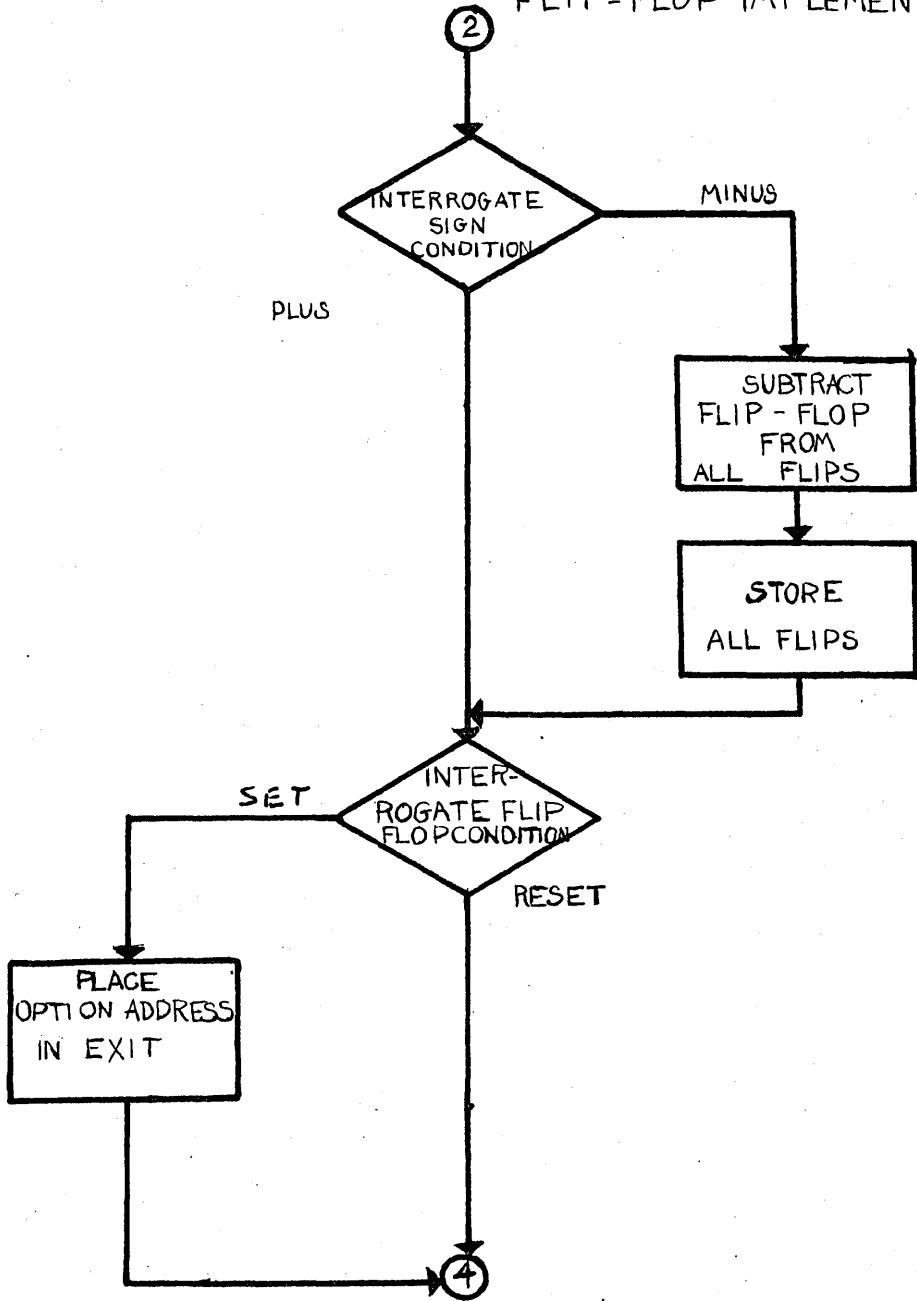 FLIP-FLOP IMPLEMEN
2
INTERROGATE
SIGN
CONDITION
MINUS
PLUS
SUBTRACT
FLIP-FLOP
FROM
ALL FLIPS
STORE
ALL FLIPS
INTER-
ROGATE FLIP
FLOP CONDITION
SET
RESET
PLACE
OPTION ADDRESS
IN EXIT
4